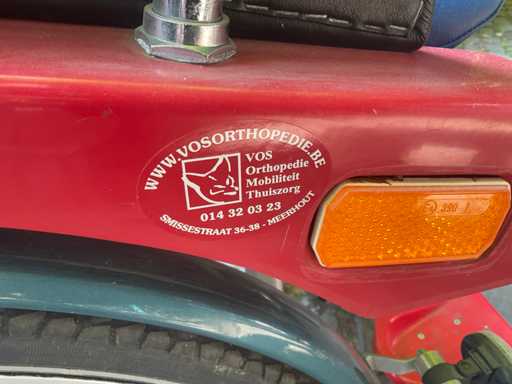 WWW.VOSORTHOPEDIE.BE
VOS
Orthopedie
Mobiliteit
Thuiszorg
014 32 03 23
SMISSESTRAAT 36-38 - MEERHOUT